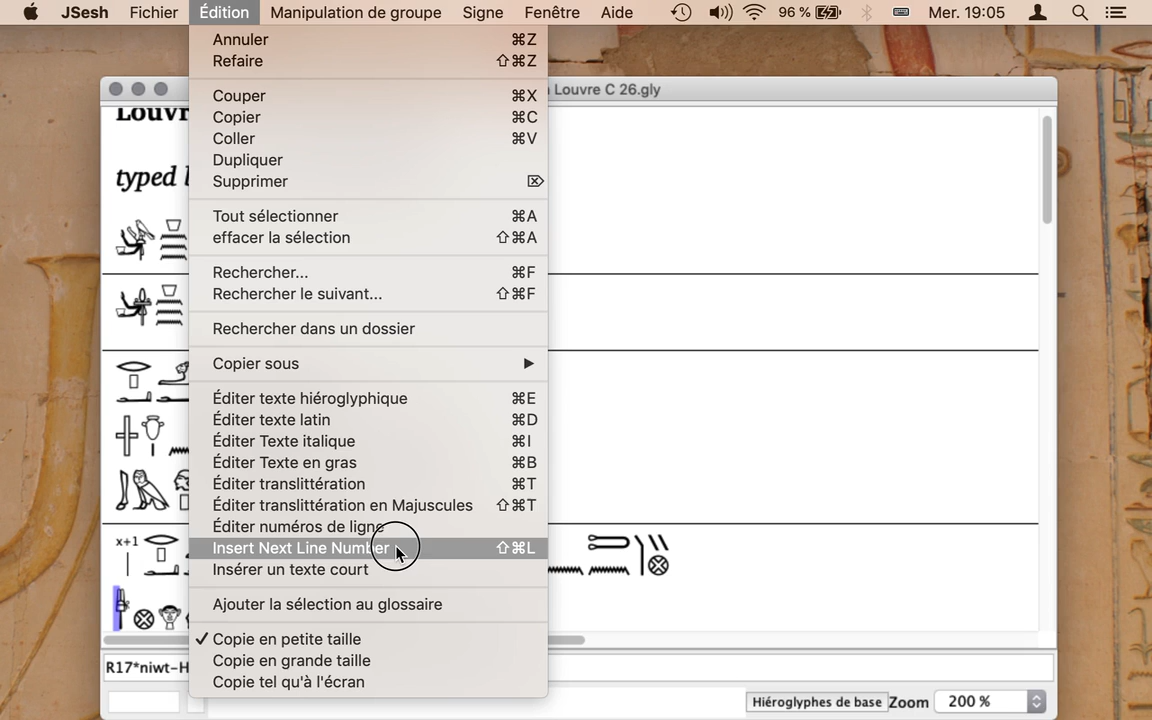 JSesh Fichier Édition Manipulation de groupe Signe Fenêtre Aide 96 % Mer. 19:05
Louvre C 26.gly
Annuler ⌘Z
Refaire ⇧⌘Z
Couper ⌘X
Copier ⌘C
Coller ⌘V
Dupliquer
Supprimer ⌦
Tout sélectionner ⌘A
effacer la sélection ⇧⌘A
Rechercher... ⌘F
Rechercher le suivant... ⇧⌘F
Rechercher dans un dossier
Copier sous ▶
Éditer texte hiéroglyphique ⌘E
Éditer texte latin ⌘D
Éditer Texte italique ⌘I
Éditer Texte en gras ⌘B
Éditer translittération ⌘T
Éditer translittération en Majuscules ⇧⌘T
Éditer numéros de ligne
Insert Next Line Number ⇧⌘L
Insérer un texte court
Ajouter la sélection au glossaire
✓ Copie en petite taille
Copie en grande taille
Copie tel qu'à l'écran
typed
x+1
R17*niwt-H
Hiéroglyphes de base Zoom 200 %